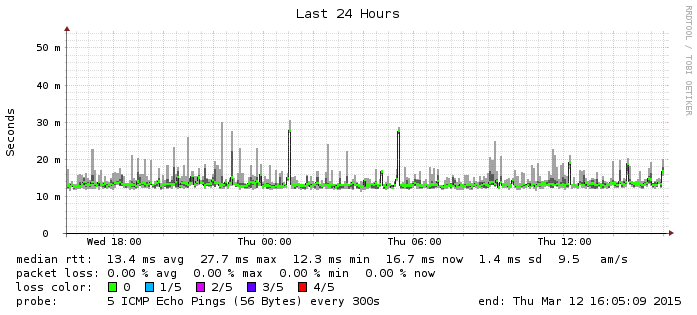 Last 24 Hours
RRDTOOL / TOBI OETIKER
Seconds
50 m
40 m
30 m
20 m
10 m
0
Wed 18:00 Thu 00:00 Thu 06:00 Thu 12:00
median rtt: 13.4 ms avg 27.7 ms max 12.3 ms min 16.7 ms now 1.4 ms sd 9.5 am/s
packet loss: 0.00 % avg 0.00 % max 0.00 % min 0.00 % now
loss color: 0 1/5 2/5 3/5 4/5
probe: 5 ICMP Echo Pings (56 Bytes) every 300s end: Thu Mar 12 16:05:09 2015